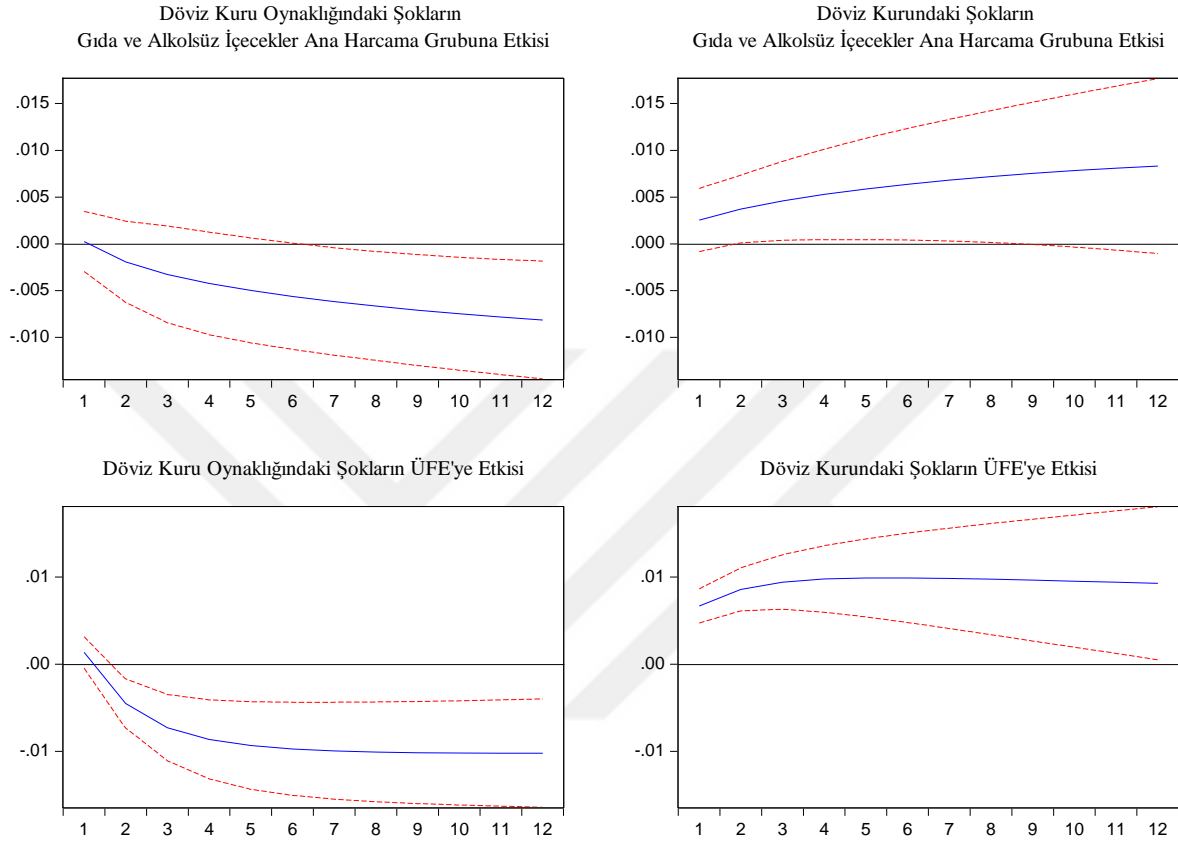 Döviz Kuru Oynaklığındaki Şokların
Gıda ve Alkolsüz İçecekler Ana Harcama Grubuna Etkisi
.015
.010
.005
.000
-.005
-.010
1 2 3 4 5 6 7 8 9 10 11 12
Döviz Kurundaki Şokların
Gıda ve Alkolsüz İçecekler Ana Harcama Grubuna Etkisi
.015
.010
.005
.000
-.005
-.010
1 2 3 4 5 6 7 8 9 10 11 12
Döviz Kuru Oynaklığındaki Şokların ÜFE'ye Etkisi
.01
.00
-.01
1 2 3 4 5 6 7 8 9 10 11 12
Döviz Kurundaki Şokların ÜFE'ye Etkisi
.01
.00
-.01
1 2 3 4 5 6 7 8 9 10 11 12